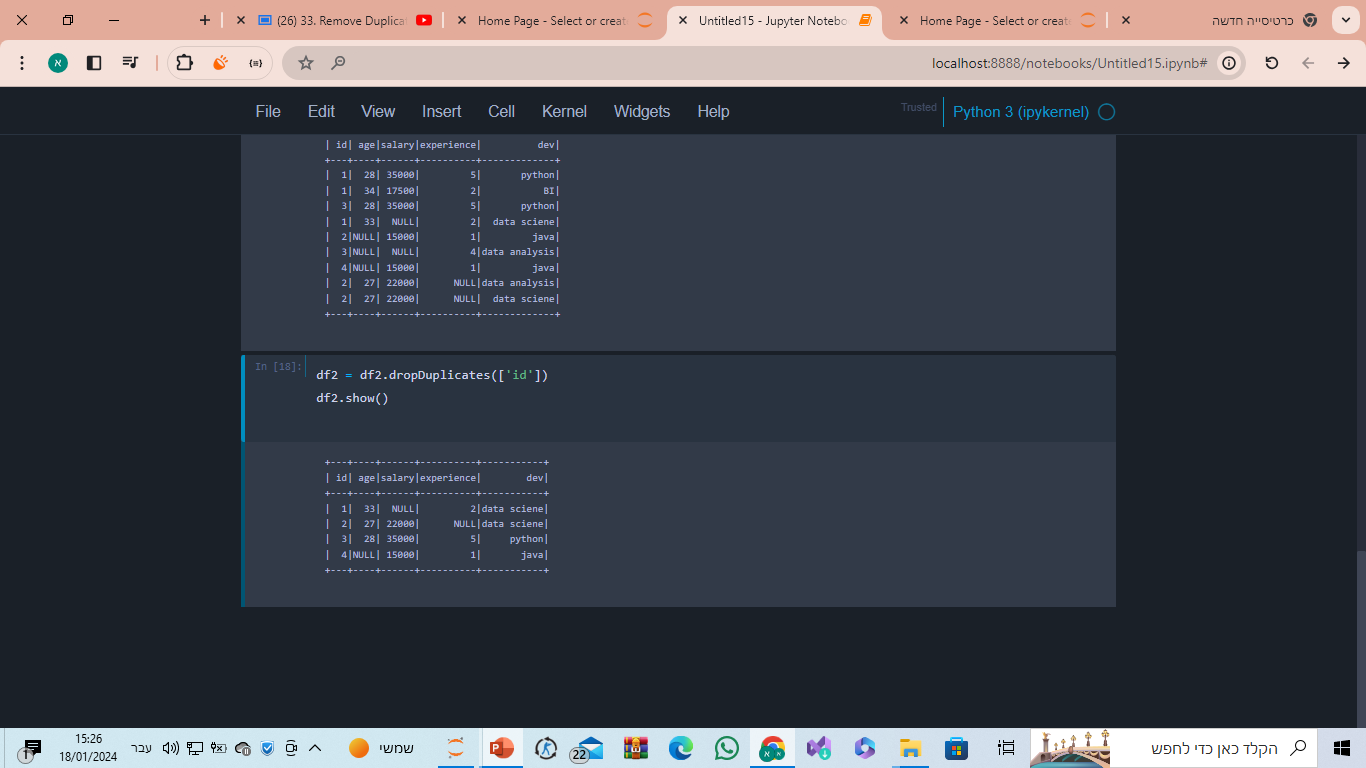 (26) 33. Remove Duplica
Home Page - Select or creat
Untitled15 - Jupyter Notebo
Home Page - Select or creat
כרטיסייה חדשה
א
localhost:8888/notebooks/Untitled15.ipynb#
File Edit View Insert Cell Kernel Widgets Help
Trusted
Python 3 (ipykernel)
| id| age|salary|experience|          dev|
+---+----+------+----------+-------------+
|  1|  28| 35000|         5|       python|
|  1|  34| 17500|         2|           BI|
|  3|  28| 35000|         5|       python|
|  1|  33|  NULL|         2|  data sciene|
|  2|NULL| 15000|         1|         java|
|  3|NULL|  NULL|         4|data analysis|
|  4|NULL| 15000|         1|         java|
|  2|  27| 22000|      NULL|data analysis|
|  2|  27| 22000|      NULL|  data sciene|
+---+----+------+----------+-------------+
In [18]:
df2 = df2.dropDuplicates(['id'])
df2.show()
+---+----+------+----------+-----------+
| id| age|salary|experience|        dev|
+---+----+------+----------+-----------+
|  1|  33|  NULL|         2|data sciene|
|  2|  27| 22000|      NULL|data sciene|
|  3|  28| 35000|         5|     python|
|  4|NULL| 15000|         1|       java|
+---+----+------+----------+-----------+
1
15:26
18/01/2024
עבר
שמשי
22
הקלד כאן כדי לחפש